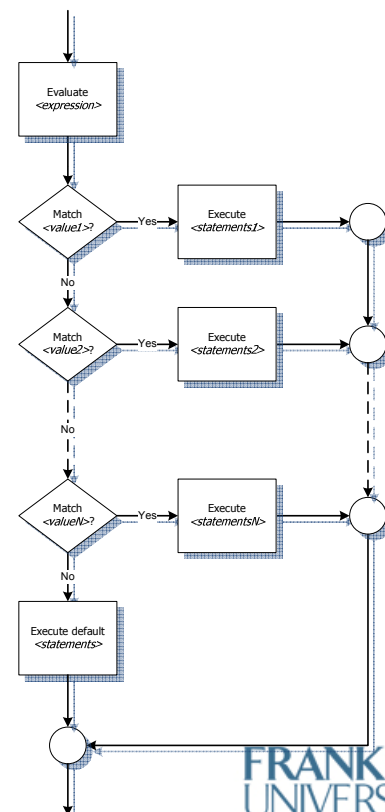 Evaluate
<expression>
Match
<value1>?
Yes
Execute
<statements1>
No
Match
<value2>?
Yes
Execute
<statements2>
No
Match
<valueN>?
Yes
Execute
<statementsN>
No
Execute default
<statements>
FRANK
UNIVERS